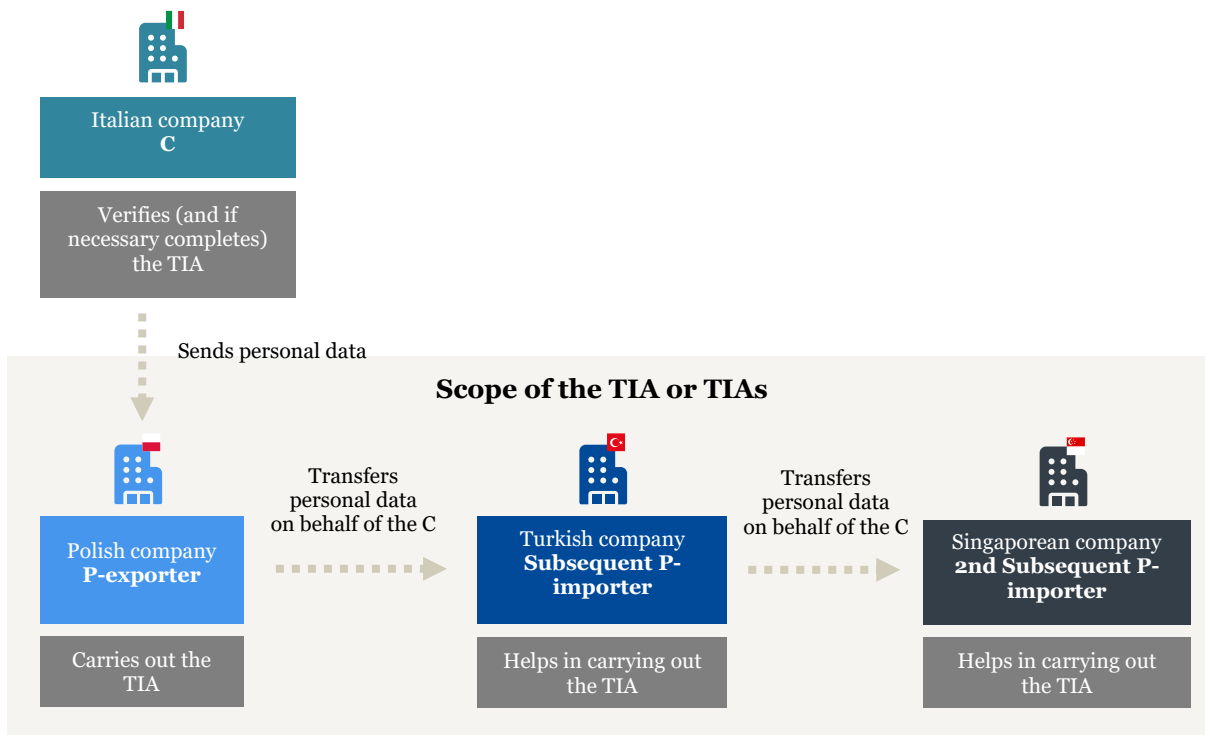 Italian company
C
Verifies (and if
necessary completes)
the TIA
Sends personal data
Scope of the TIA or TIAs
Transfers
personal data
on behalf of the C
Transfers
personal data
on behalf of the C
Polish company
P-exporter
Turkish company
Subsequent P-
importer
Singaporean company
2nd Subsequent P-
importer
Carries out the
TIA
Helps in carrying out
the TIA
Helps in carrying out
the TIA